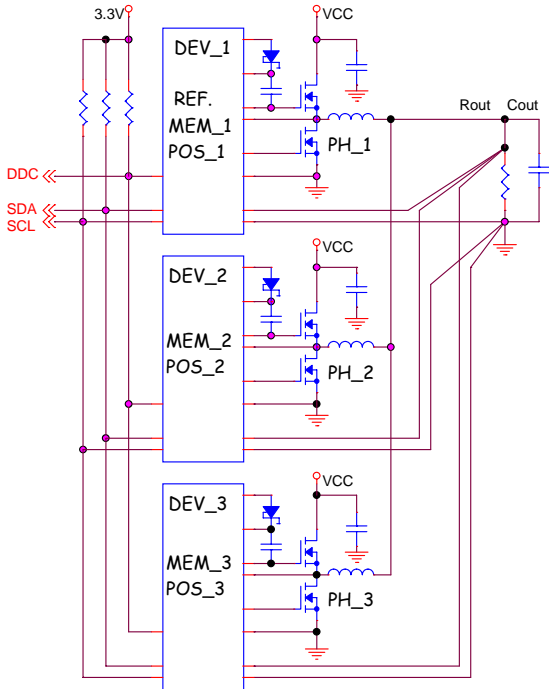 3.3V
VCC
DEV_1
REF.
MEM_1
POS_1
PH_1
Rout
Cout
DDC
SDA
SCL
VCC
DEV_2
MEM_2
POS_2
PH_2
VCC
DEV_3
MEM_3
POS_3
PH_3